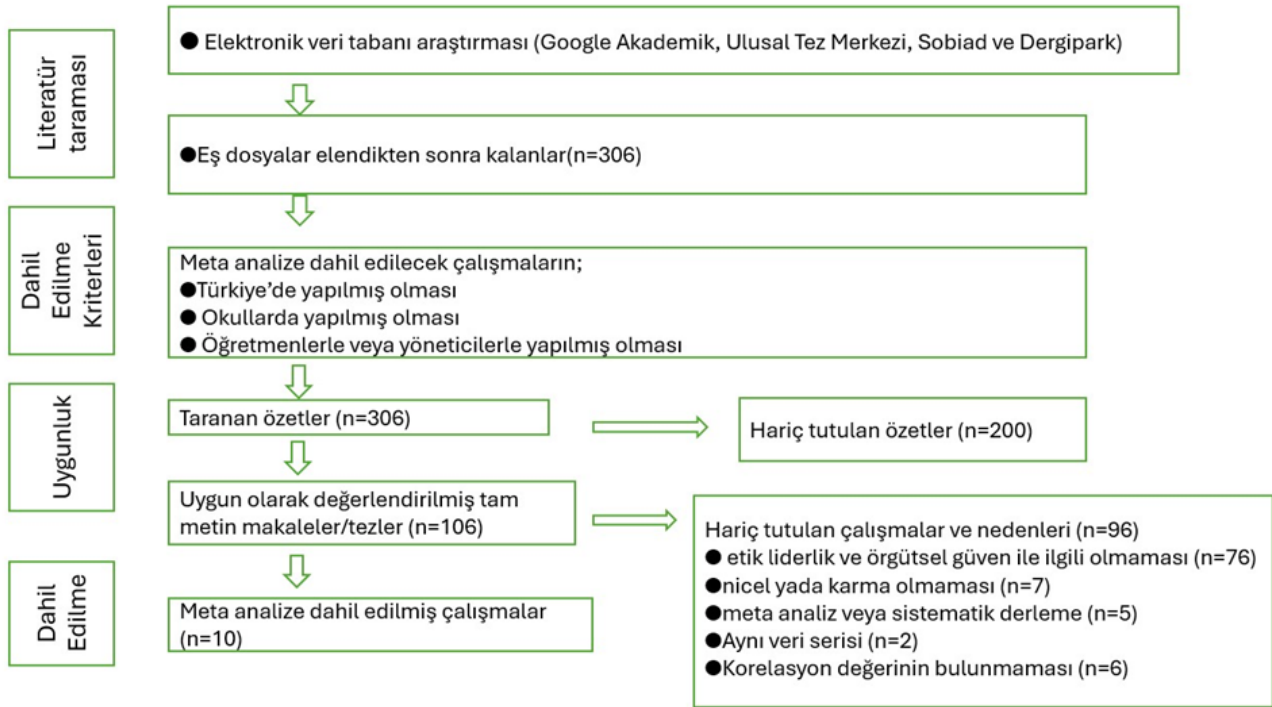 Literatür
taraması
● Elektronik veri tabanı araştırması (Google Akademik, Ulusal Tez Merkezi, Sobiad ve Dergipark)
●Eş dosyalar elendikten sonra kalanlar(n=306)
Dahil
Edilme
Kriterleri
Meta analize dahil edilecek çalışmaların;
●Türkiye’de yapılmış olması
● Okullarda yapılmış olması
● Öğretmenlerle veya yöneticilerle yapılmış olması
Uygunluk
Taranan özetler (n=306)
Hariç tutulan özetler (n=200)
Uygun olarak değerlendirilmiş tam
metin makaleler/tezler (n=106)
Hariç tutulan çalışmalar ve nedenleri (n=96)
● etik liderlik ve örgütsel güven ile ilgili olmaması (n=76)
●nicel yada karma olmaması (n=7)
●meta analiz veya sistematik derleme (n=5)
●Aynı veri serisi (n=2)
●Korelasyon değerinin bulunmaması (n=6)
Dahil
Edilme
Meta analize dahil edilmiş çalışmalar
(n=10)